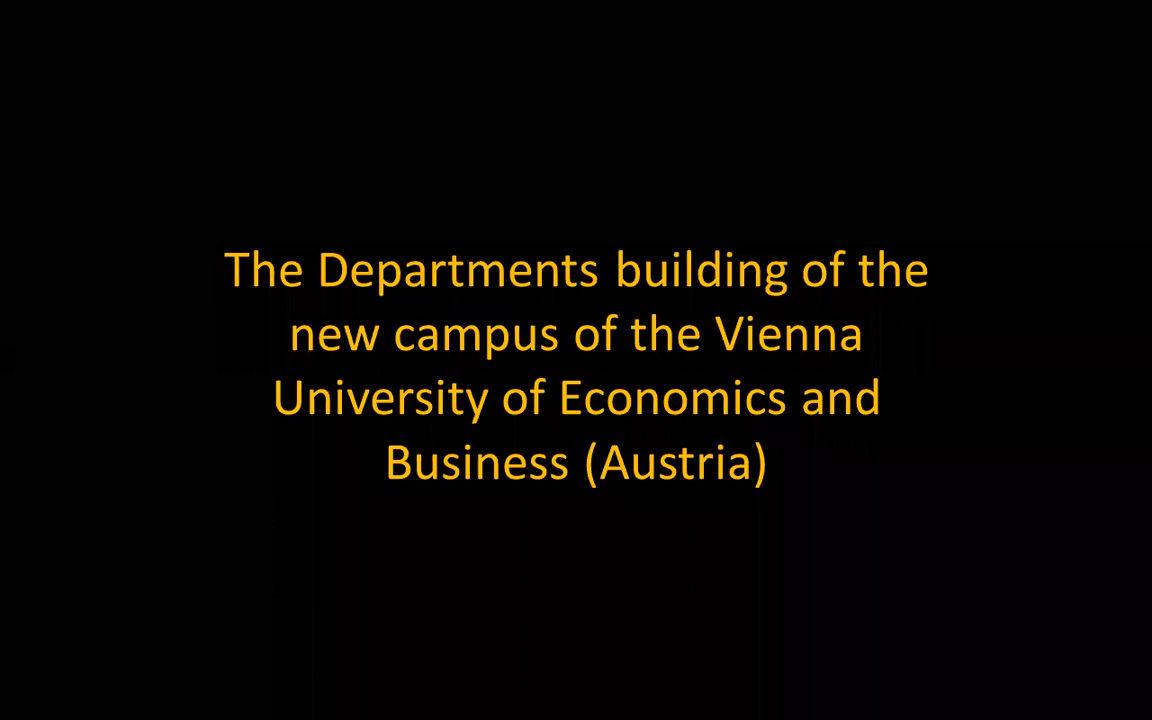 The Departments building of the
new campus of the Vienna
University of Economics and
Business (Austria)